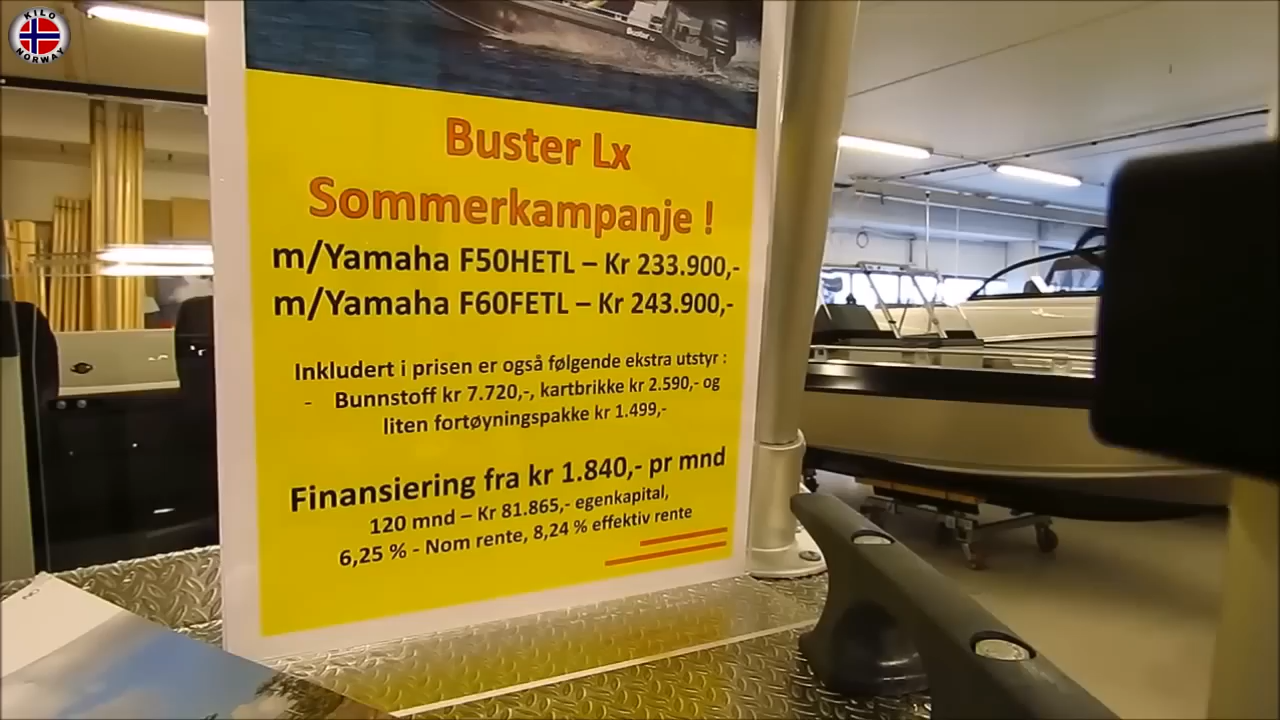 KILO
NORWAY
Buster
Buster Lx
Sommerkampanje !
m/Yamaha F50HETL – Kr 233.900,-
m/Yamaha F60FETL – Kr 243.900,-
Inkludert i prisen er også følgende ekstra utstyr :
- Bunnstoff kr 7.720,-, kartbrikke kr 2.590,- og
liten fortøyningspakke kr 1.499,-
Finansiering fra kr 1.840,- pr mnd
120 mnd – Kr 81.865,- egenkapital,
6,25 % - Nom rente, 8,24 % effektiv rente